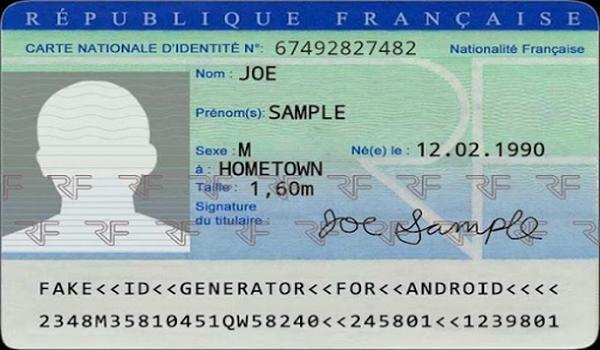 RÉPUBLIQUE FRANÇAISE
CARTE NATIONALE D'IDENTITÉ N°: 67492827482 Nationalité Française
Nom : JOE
Prénom(s): SAMPLE
Sexe : M Né(e) le : 12.02.1990
à : HOMETOWN
Taille : 1,60m
RF RF RF RF RF RF RF RF
Signature
du titulaire : Joe Sample
RF RF RF RF RF RF RF RF
FAKE<<ID<<GENERATOR<<FOR<<ANDROID<<<<
2348M35810451QW58240<<245801<<1239801